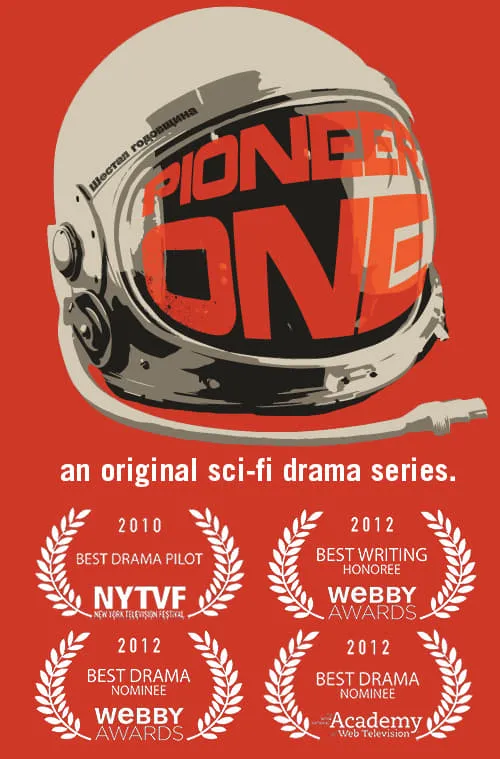 Шестая годовщина
PIONEER
ONE
an original sci-fi drama series.
2010
BEST DRAMA PILOT
NYTVF
NEW YORK TELEVISION FESTIVAL
2012
BEST WRITING
HONOREE
WEBBY
AWARDS
2012
BEST DRAMA
NOMINEE
WEBBY
AWARDS
2012
BEST DRAMA
NOMINEE
Academy
of Web Television